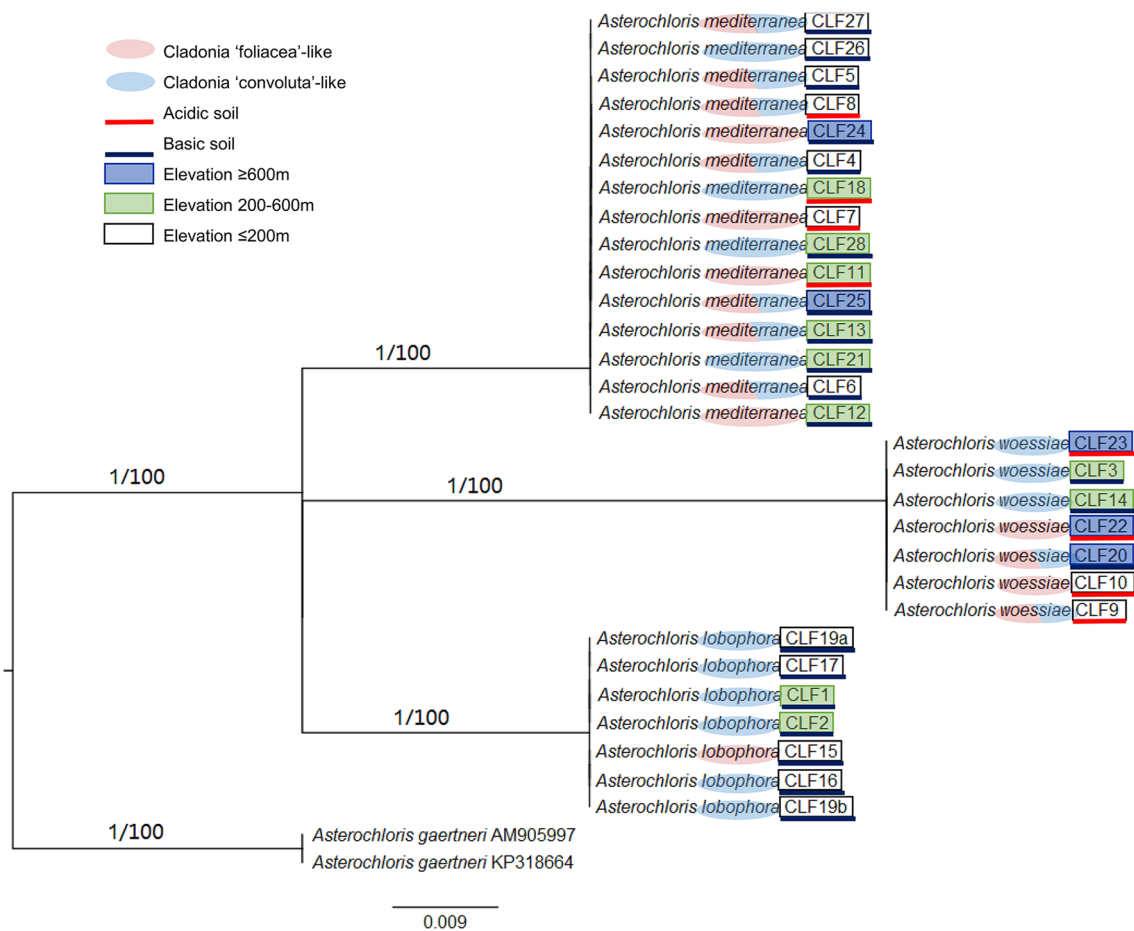 Cladonia ‘foliacea’-like
Cladonia ‘convoluta’-like
Acidic soil
Basic soil
Elevation ≥600m
Elevation 200-600m
Elevation ≤200m
Asterochloris mediterranea CLF27
Asterochloris mediterranea CLF26
Asterochloris mediterranea CLF5
Asterochloris mediterranea CLF8
Asterochloris mediterranea CLF24
Asterochloris mediterranea CLF4
Asterochloris mediterranea CLF18
Asterochloris mediterranea CLF7
Asterochloris mediterranea CLF28
Asterochloris mediterranea CLF11
Asterochloris mediterranea CLF25
Asterochloris mediterranea CLF13
Asterochloris mediterranea CLF21
Asterochloris mediterranea CLF6
Asterochloris mediterranea CLF12
1/100
Asterochloris woessiae CLF23
Asterochloris woessiae CLF3
Asterochloris woessiae CLF14
Asterochloris woessiae CLF22
Asterochloris woessiae CLF20
Asterochloris woessiae CLF10
Asterochloris woessiae CLF9
1/100
1/100
Asterochloris lobophora CLF19a
Asterochloris lobophora CLF17
Asterochloris lobophora CLF1
Asterochloris lobophora CLF2
Asterochloris lobophora CLF15
Asterochloris lobophora CLF16
Asterochloris lobophora CLF19b
1/100
1/100
Asterochloris gaertneri AM905997
Asterochloris gaertneri KP318664
0.009